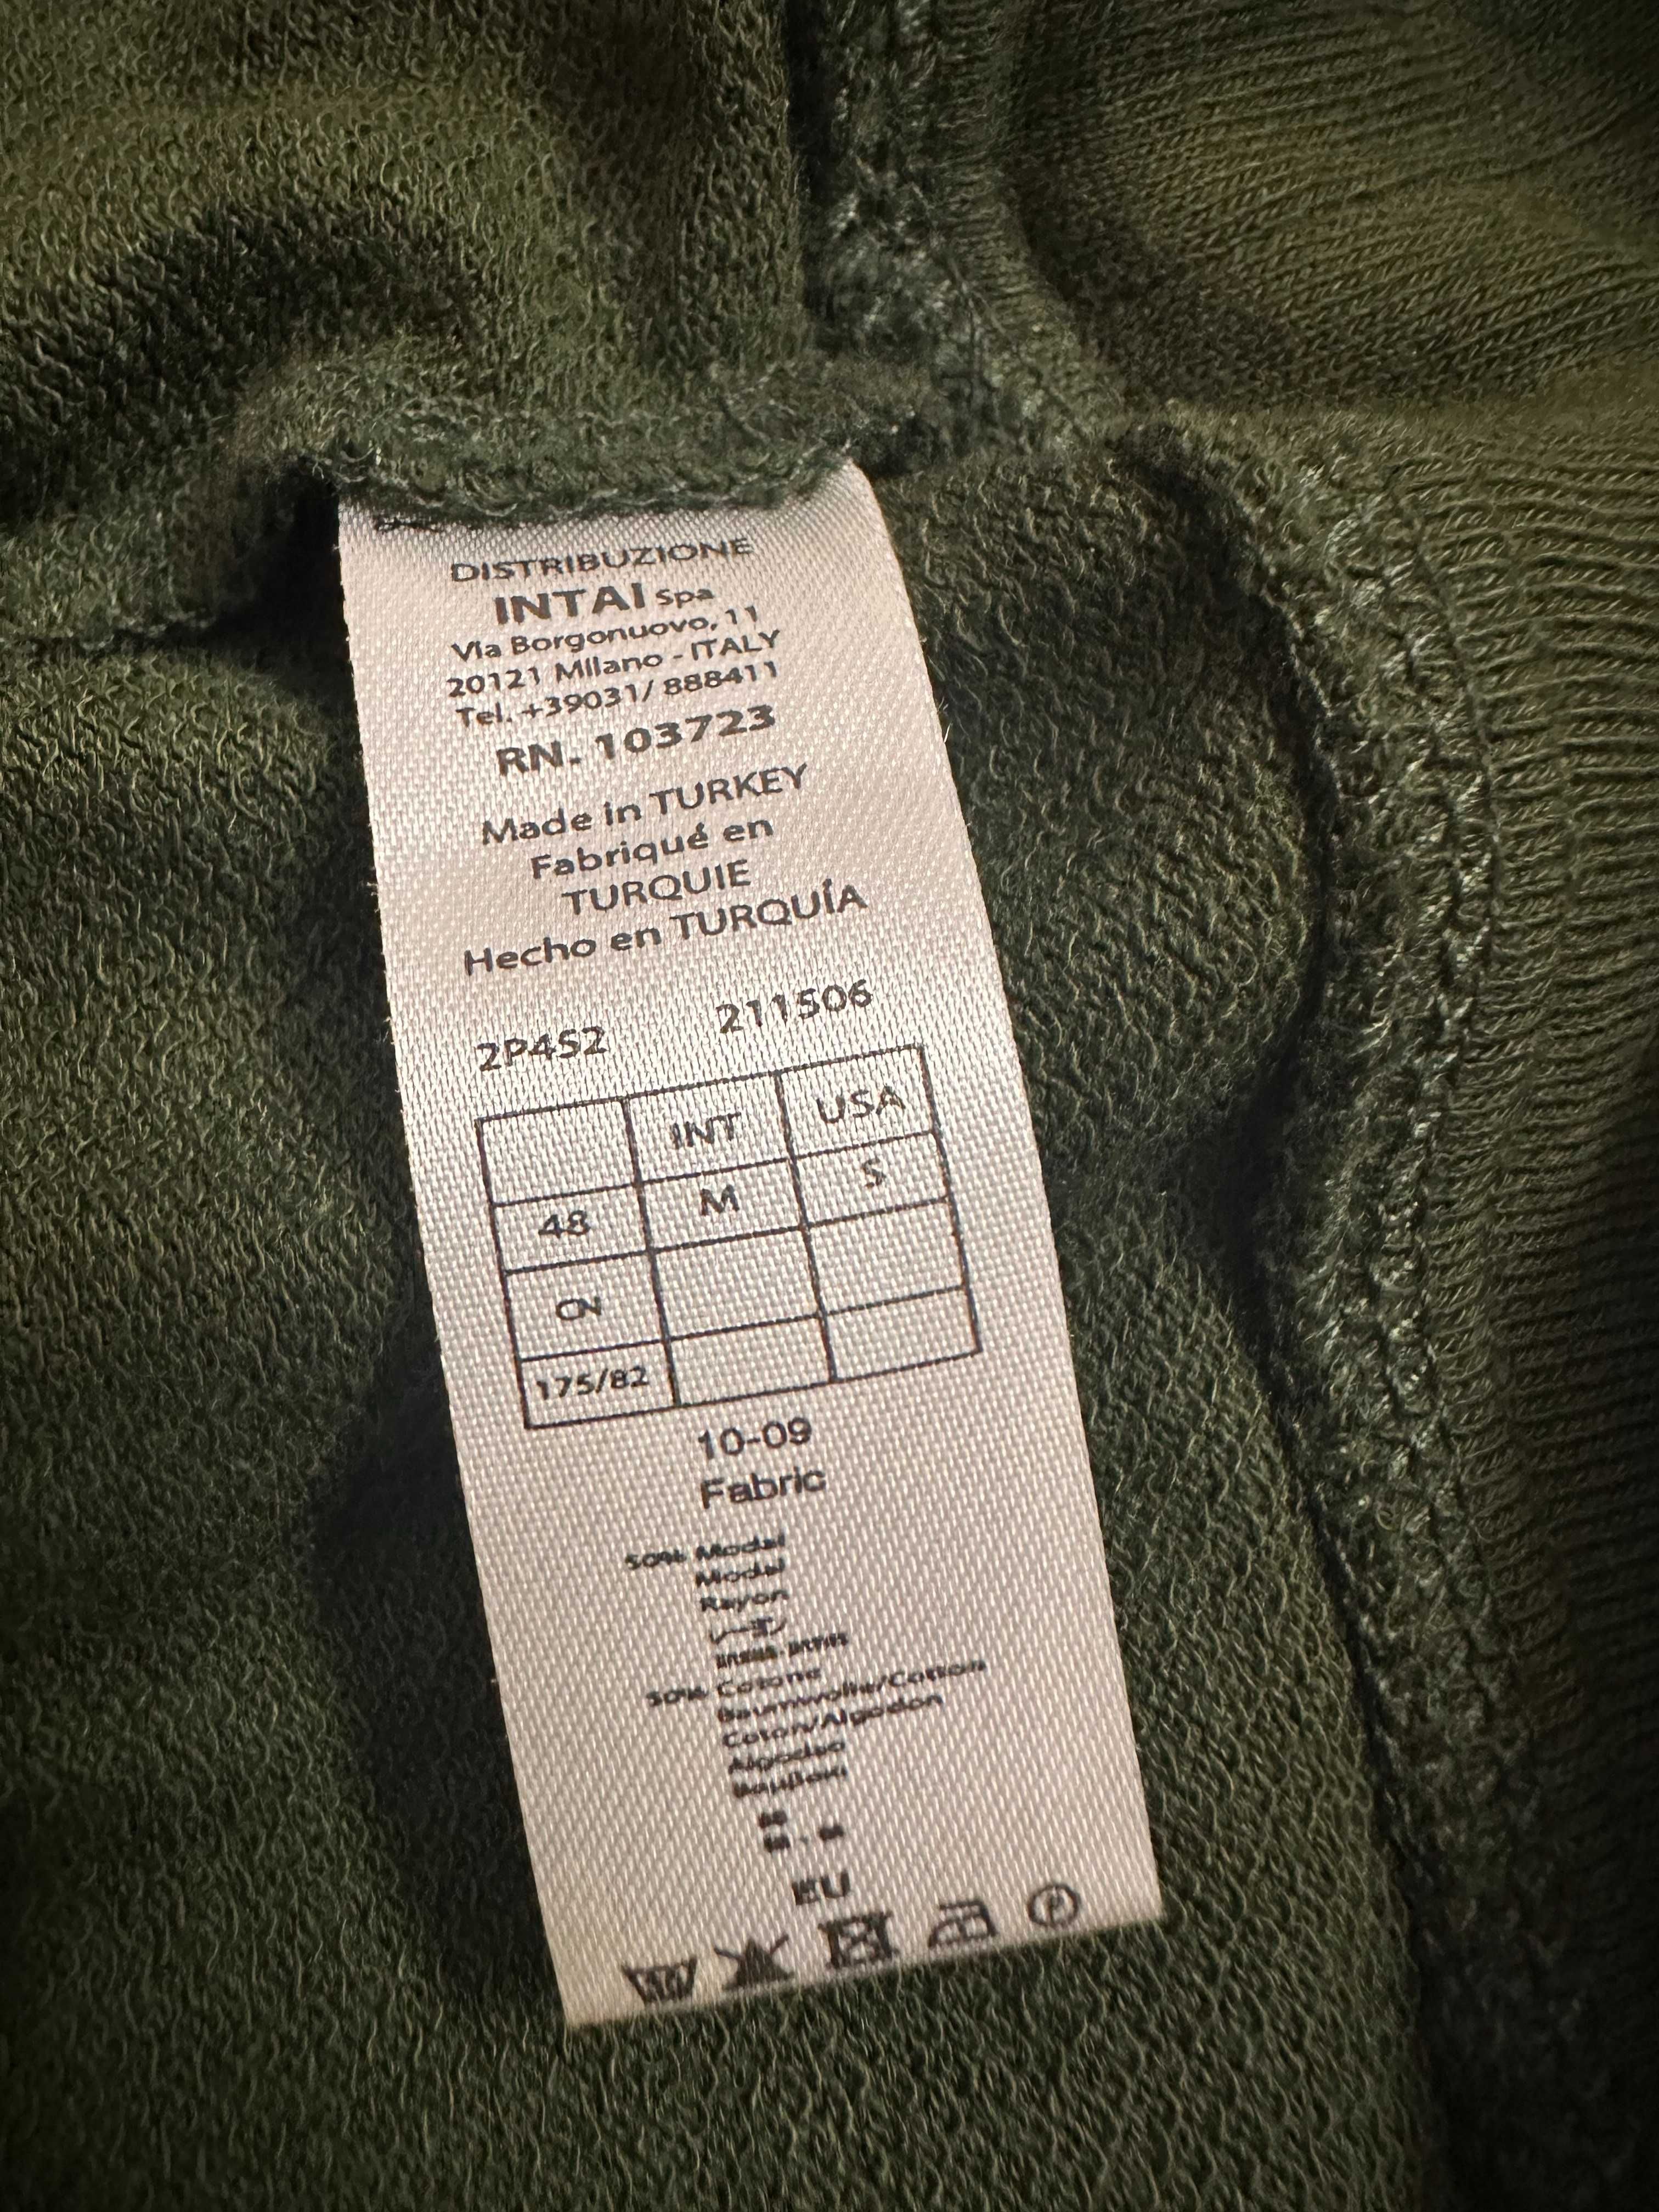 DISTRIBUZIONE
INTAI Spa
Via Borgonuovo, 11
20121 Milano - ITALY
Tel. +39031/ 888411
RN. 103723
Made in TURKEY
Fabriqué en
TURQUIE
Hecho en TURQUÍA
2P452 211506
INT USA
48 M S
CN
175/82
10-09
Fabric
50% Modal
Modal
Rayon
50% Cotone
Baumwolle/Cotton
Coton/Algodon
Algodao
EU
P